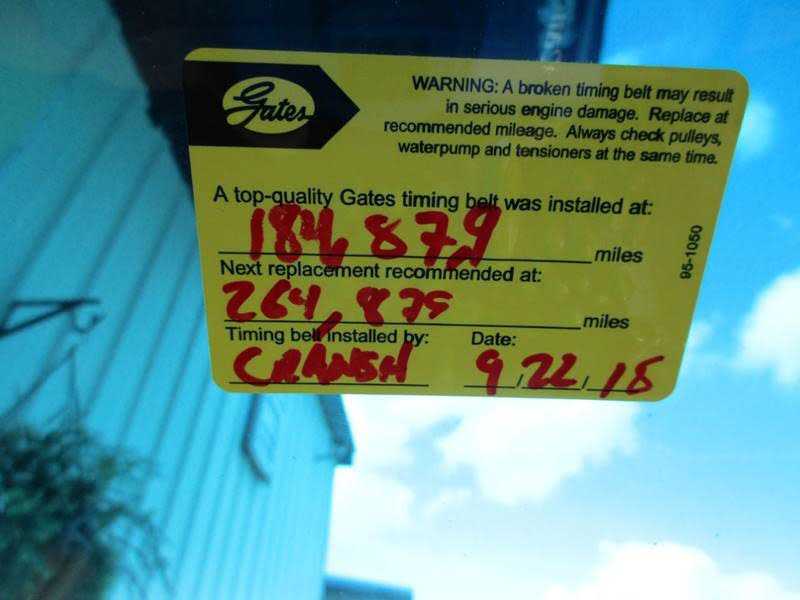 Gates
WARNING: A broken timing belt may result
in serious engine damage. Replace at
recommended mileage. Always check pulleys,
waterpump and tensioners at the same time.
A top-quality Gates timing belt was installed at:
184,879 miles
Next replacement recommended at:
264,879 miles
Timing belt installed by: Date:
9/22/15
95-1050